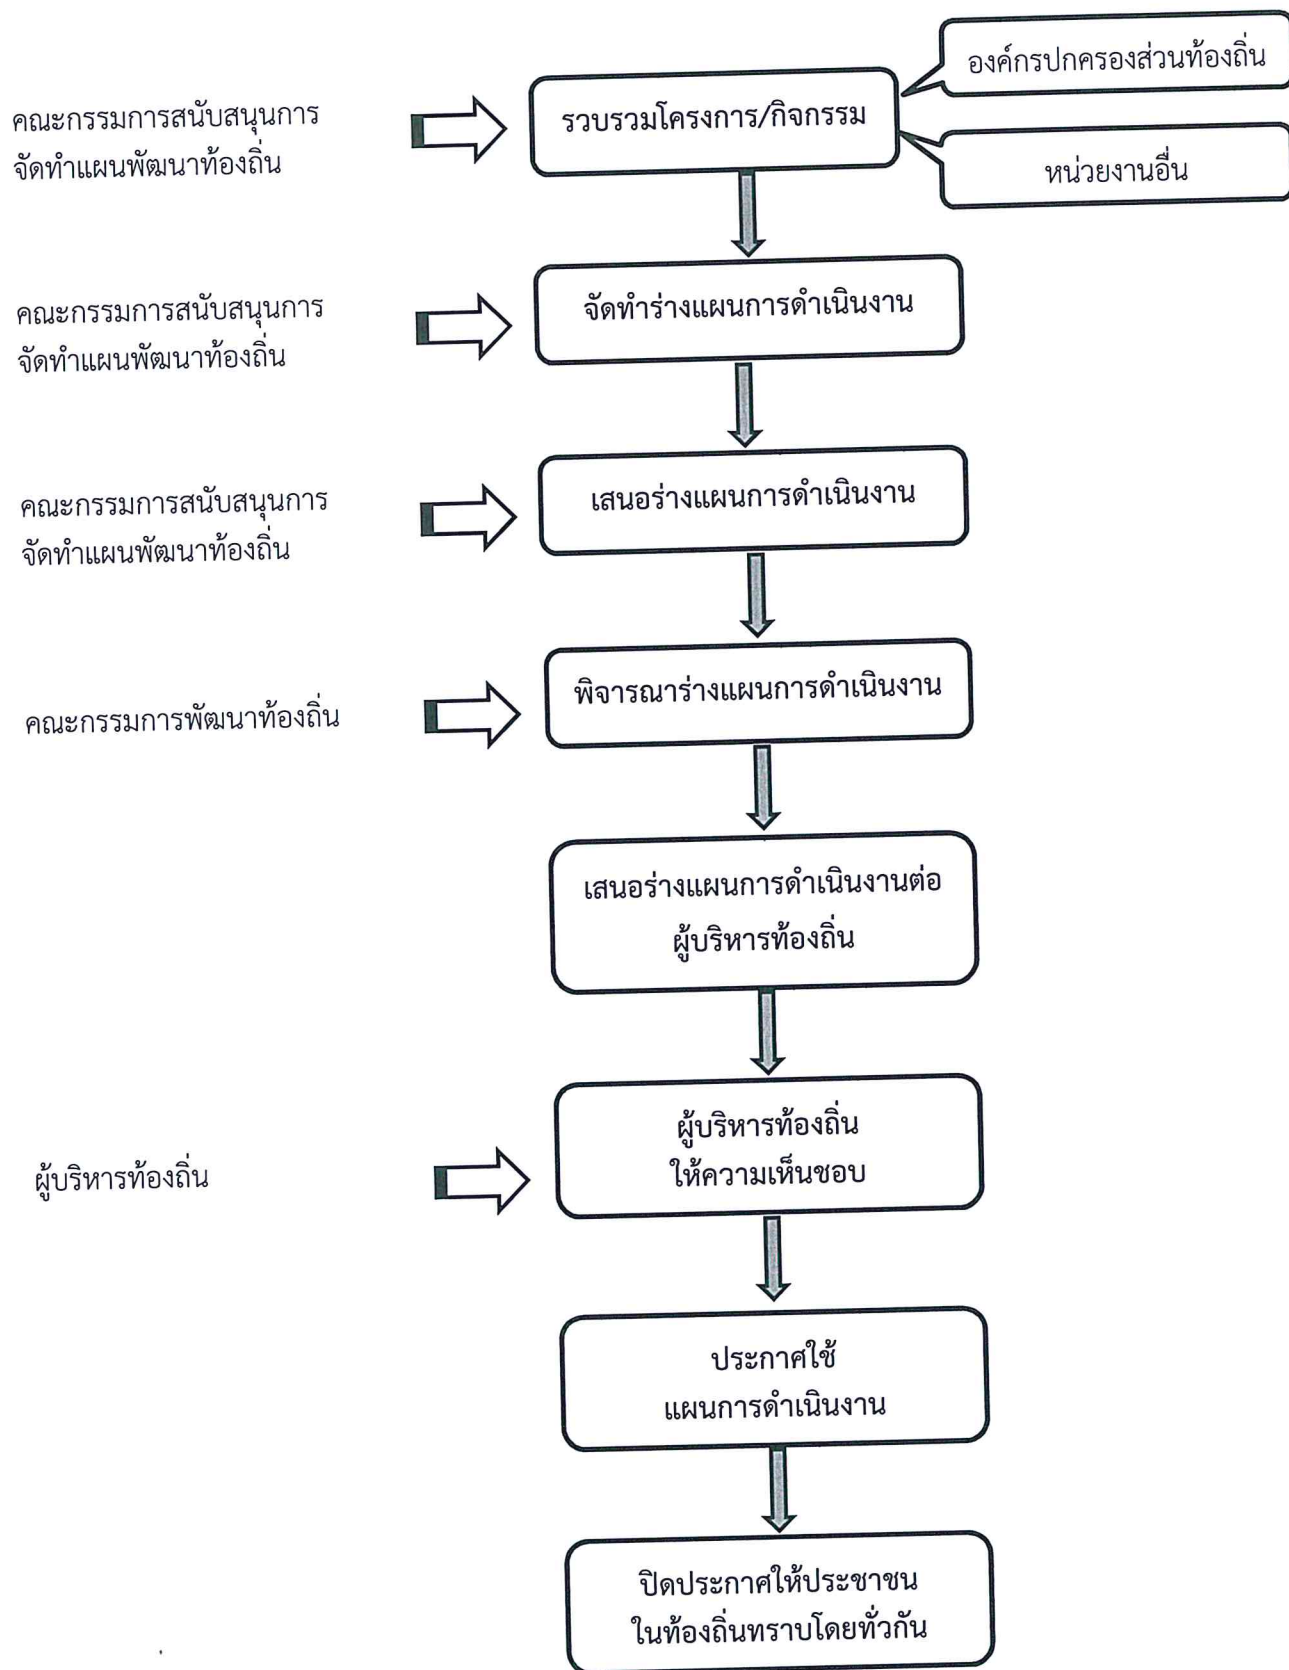 องค์กรปกครองส่วนท้องถิ่น
คณะกรรมการสนับสนุนการ
จัดทำแผนพัฒนาท้องถิ่น
รวบรวมโครงการ/กิจกรรม
หน่วยงานอื่น
คณะกรรมการสนับสนุนการ
จัดทำแผนพัฒนาท้องถิ่น
จัดทำร่างแผนการดำเนินงาน
คณะกรรมการสนับสนุนการ
จัดทำแผนพัฒนาท้องถิ่น
เสนอร่างแผนการดำเนินงาน
คณะกรรมการพัฒนาท้องถิ่น
พิจารณาร่างแผนการดำเนินงาน
เสนอร่างแผนการดำเนินงานต่อ
ผู้บริหารท้องถิ่น
ผู้บริหารท้องถิ่น
ผู้บริหารท้องถิ่น
ให้ความเห็นชอบ
ประกาศใช้
แผนการดำเนินงาน
ปิดประกาศให้ประชาชน
ในท้องถิ่นทราบโดยทั่วกัน